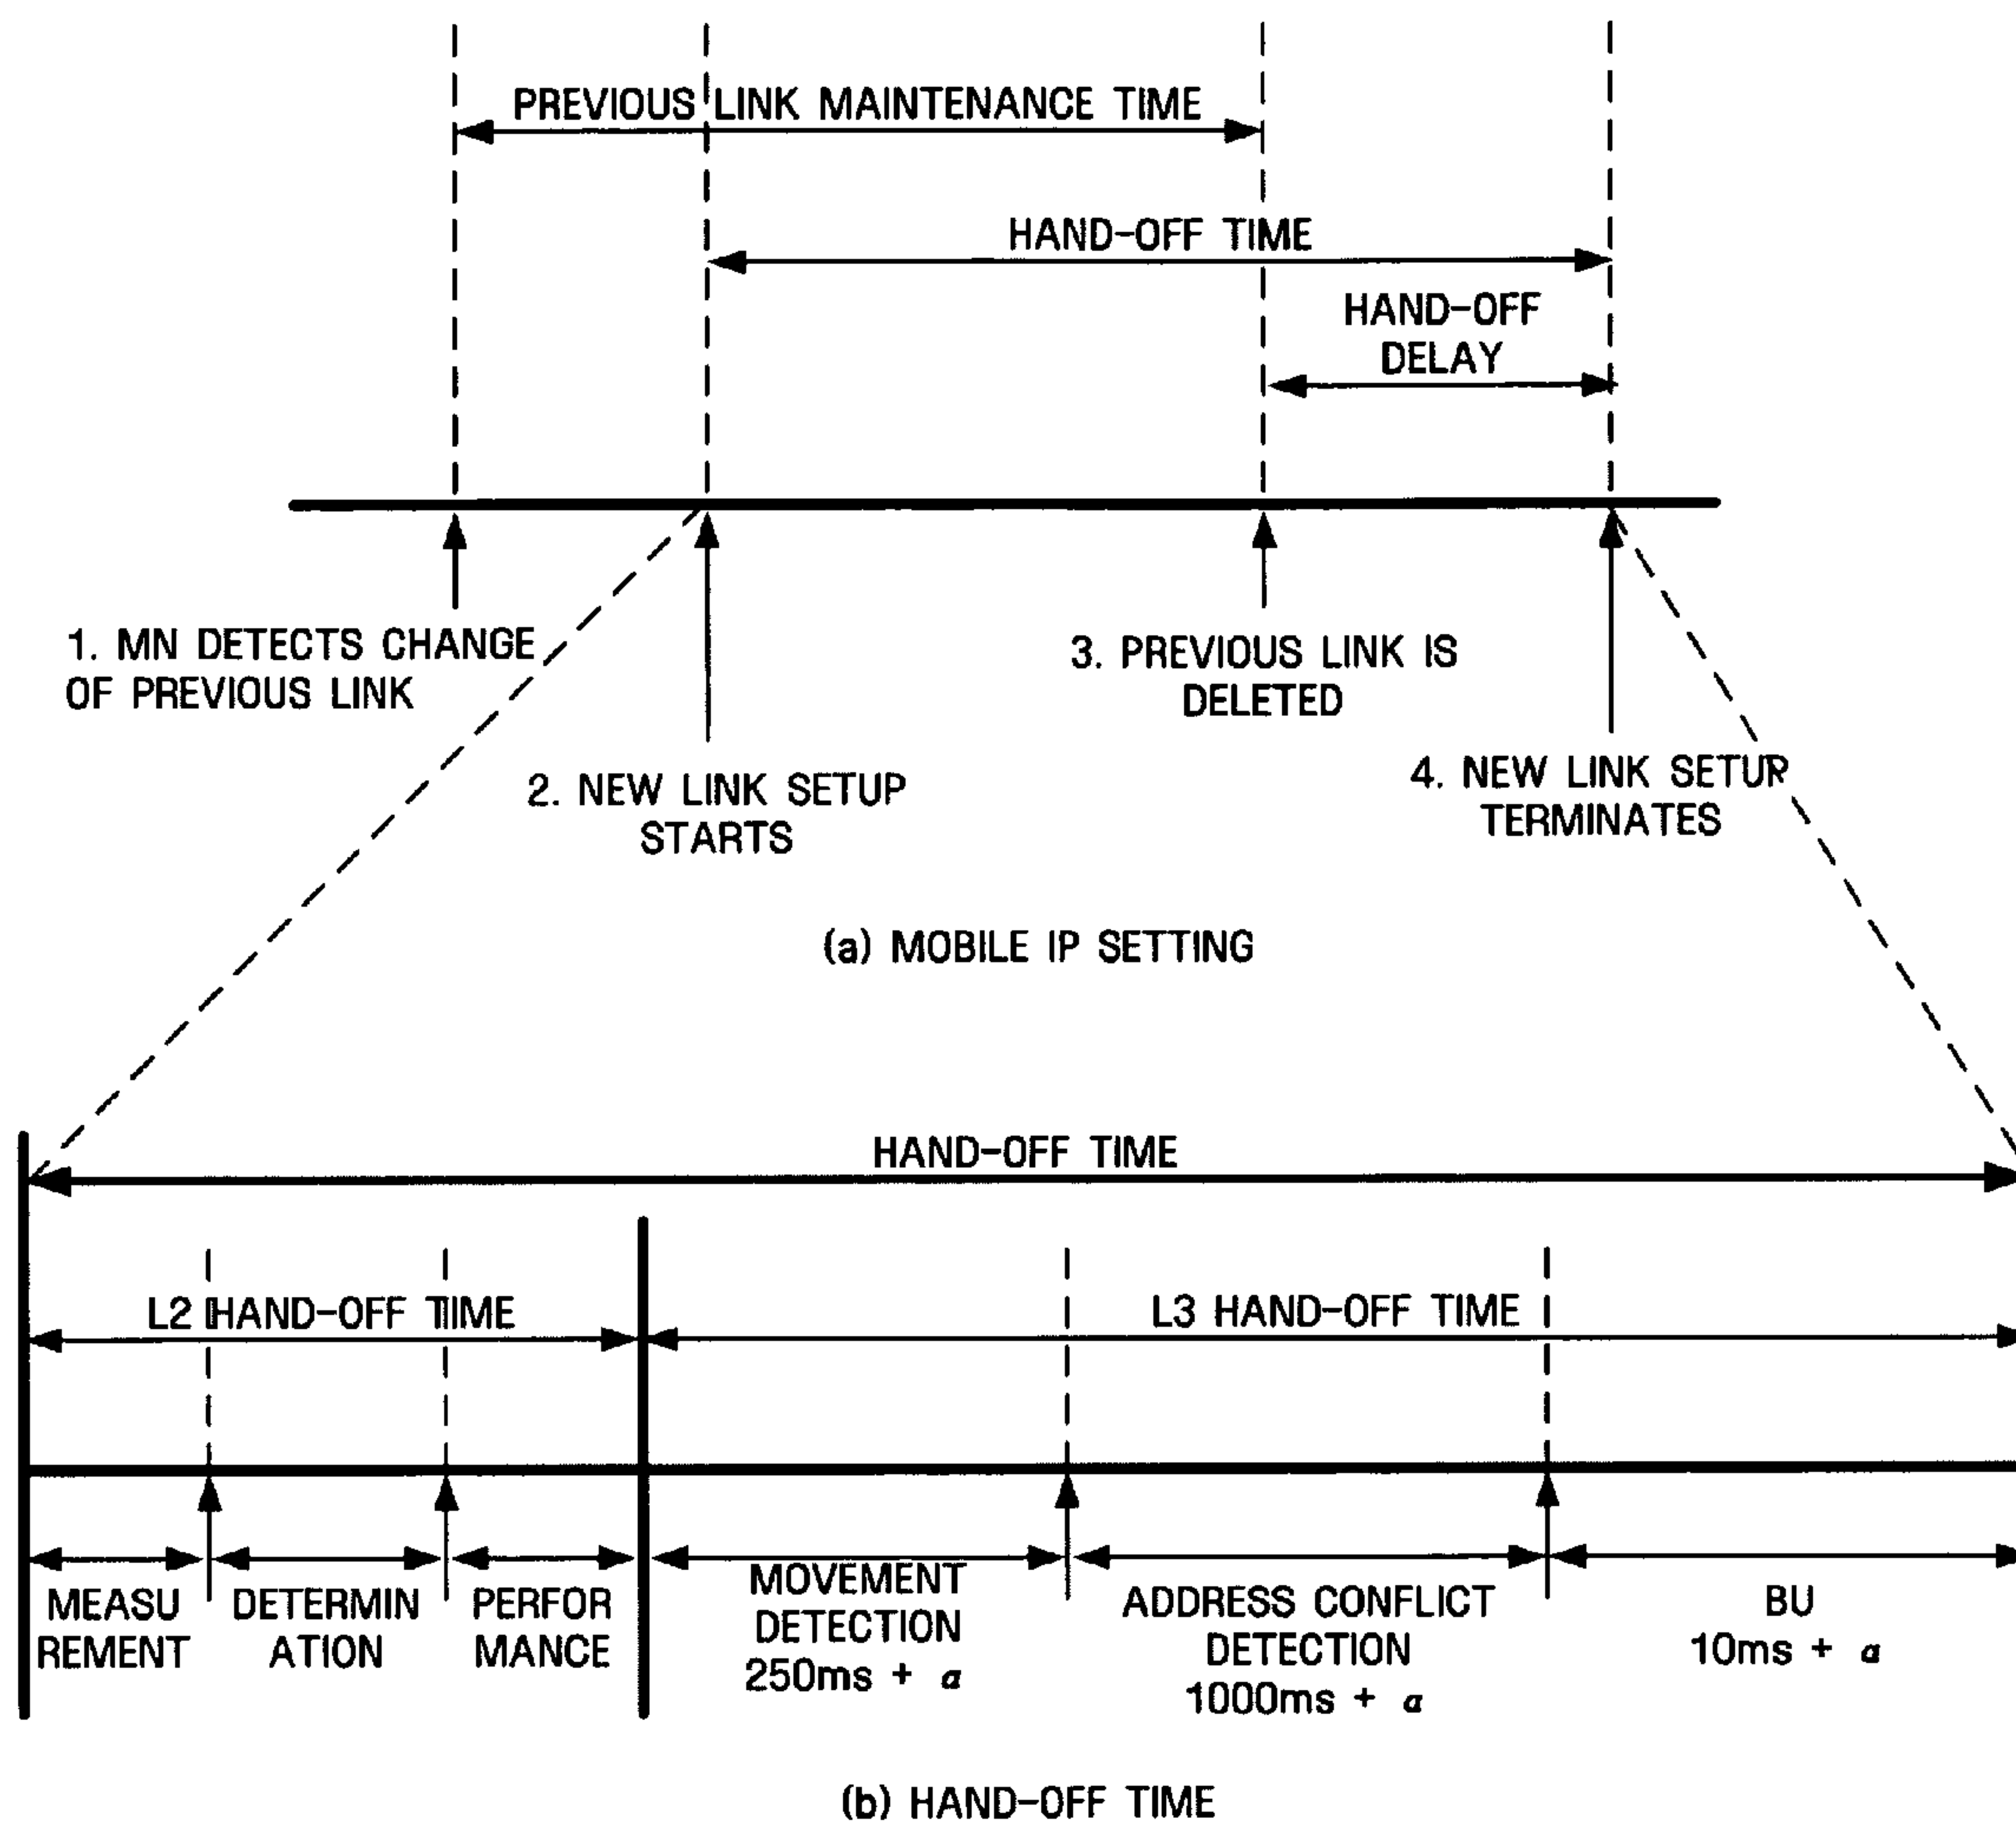 PREVIOUS LINK MAINTENANCE TIME
HAND-OFF TIME
HAND-OFF
DELAY
1. MN DETECTS CHANGE
OF PREVIOUS LINK
3. PREVIOUS LINK IS
DELETED
2. NEW LINK SETUP
STARTS
4. NEW LINK SETUP
TERMINATES
(a) MOBILE IP SETTING
HAND-OFF TIME
L2 HAND-OFF TIME
L3 HAND-OFF TIME
MEASU
REMENT
DETERMIN
ATION
PERFOR
MANCE
MOVEMENT
DETECTION
250ms + α
ADDRESS CONFLICT
DETECTION
1000ms + α
BU
10ms + α
(b) HAND-OFF TIME